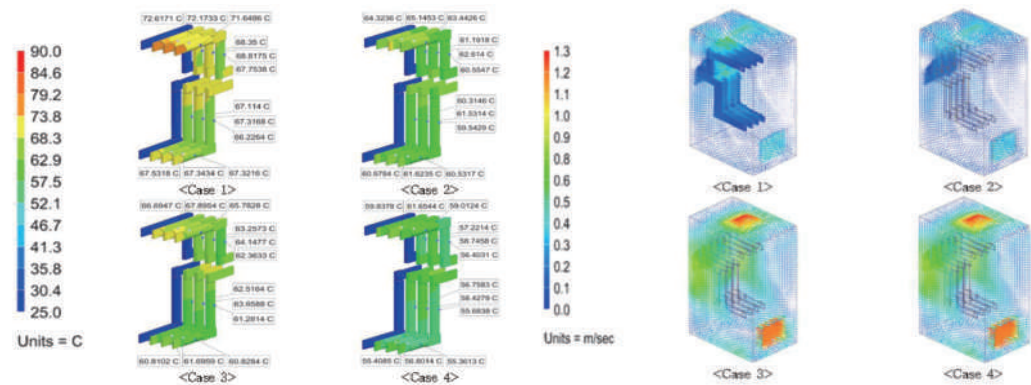 90.0
84.6
79.2
73.8
68.3
62.9
57.5
52.1
46.7
41.3
35.8
30.4
25.0
Units = C
72.6171 C 72.1733 C 71.6486 C
68.35 C
68.8175 C
67.7538 C
67.114 C
67.3168 C
66.2264 C
67.5318 C 67.3434 C 67.3216 C
<Case 1>
64.3236 C 65.1453 C 63.4426 C
61.1918 C
62.614 C
60.5547 C
60.3146 C
61.5314 C
59.5429 C
60.6784 C 61.6235 C 60.5317 C
<Case 2>
66.6947 C 67.8954 C 65.7828 C
63.2573 C
64.1477 C
62.3633 C
62.5164 C
63.6588 C
61.2814 C
60.8102 C 61.6959 C 60.8284 C
<Case 3>
59.8378 C 61.6544 C 59.0124 C
57.2214 C
58.7458 C
56.4031 C
56.7583 C
58.4279 C
55.6838 C
55.4085 C 56.6014 C 55.3613 C
<Case 4>
1.3
1.2
1.1
1.0
0.9
0.8
0.7
0.6
0.5
0.4
0.3
0.2
0.1
0.0
Units = m/sec
<Case 1>
<Case 2>
<Case 3>
<Case 4>